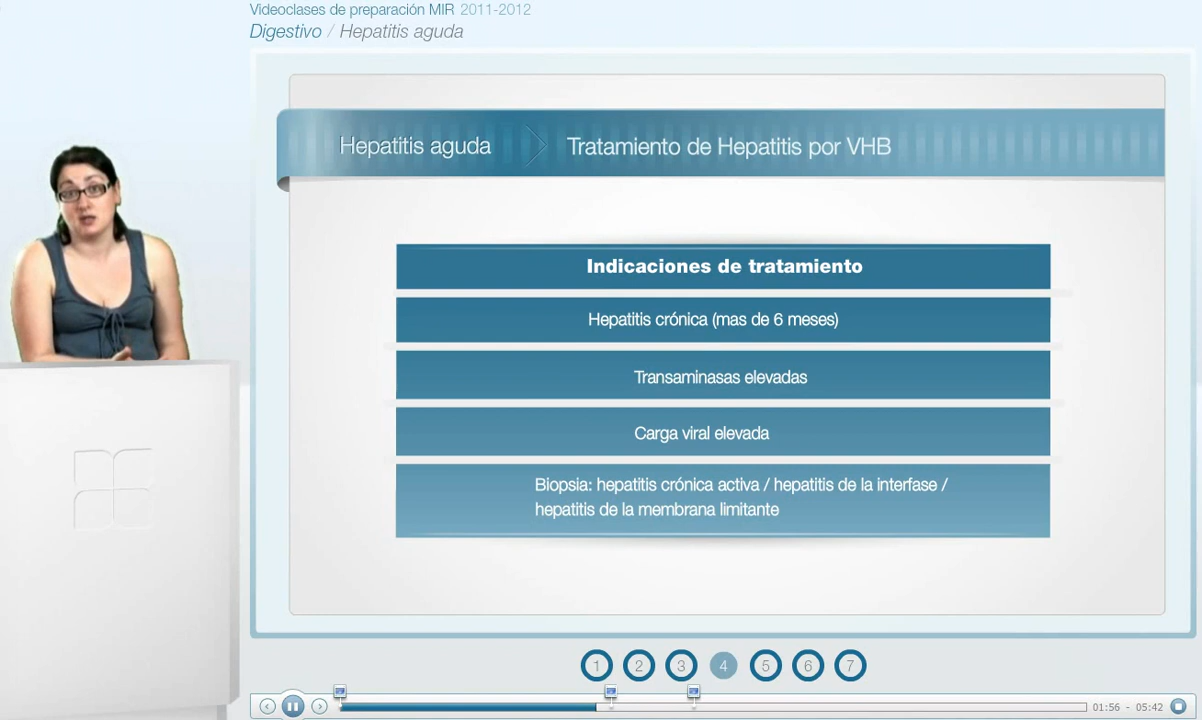 Videoclases de preparación MIR 2011-2012
Digestivo / Hepatitis aguda
Hepatitis aguda
Tratamiento de Hepatitis por VHB
Indicaciones de tratamiento
Hepatitis crónica (mas de 6 meses)
Transaminasas elevadas
Carga viral elevada
Biopsia: hepatitis crónica activa / hepatitis de la interfase /
hepatitis de la membrana limitante
1 2 3 4 5 6 7
01:56 - 05:42